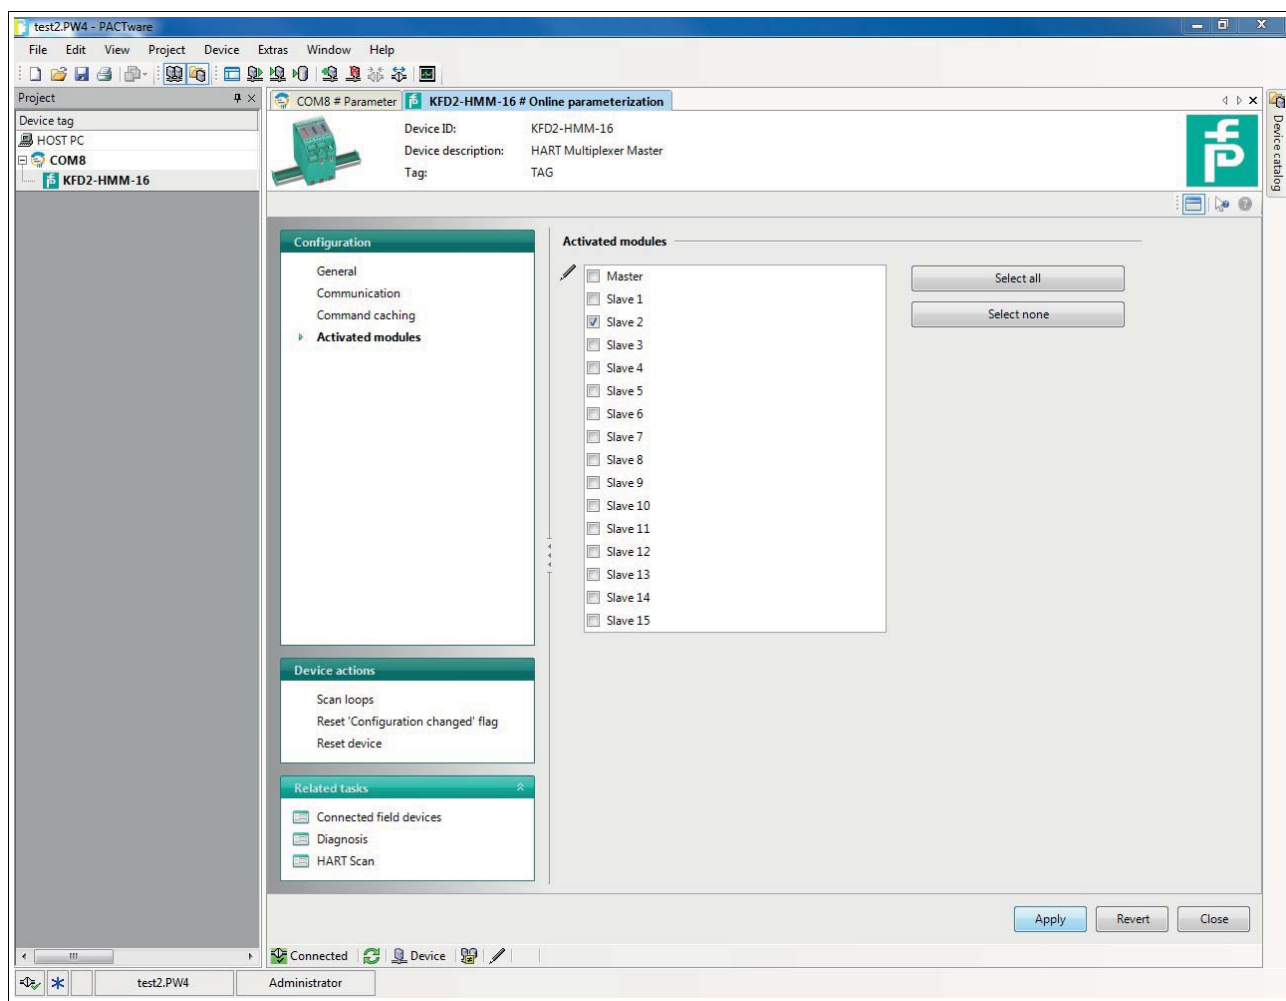 test2.PW4 - PACTware
File Edit View Project Device Extras Window Help
Project
COM8 # Parameter KFD2-HMM-16 # Online parameterization
Device tag
HOST PC
COM8
KFD2-HMM-16
Device ID: KFD2-HMM-16
Device description: HART Multiplexer Master
Tag: TAG
Device catalog
Configuration
General
Communication
Command caching
Activated modules
Activated modules
Master
Slave 1
Slave 2
Slave 3
Slave 4
Slave 5
Slave 6
Slave 7
Slave 8
Slave 9
Slave 10
Slave 11
Slave 12
Slave 13
Slave 14
Slave 15
Select all
Select none
Device actions
Scan loops
Reset 'Configuration changed' flag
Reset device
Related tasks
Connected field devices
Diagnosis
HART Scan
Apply Revert Close
Connected Device
test2.PW4 Administrator